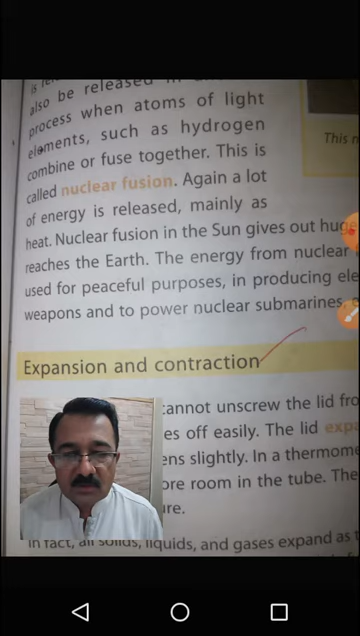 also be released in
process when atoms of light
elements, such as hydrogen
combine or fuse together. This is
called nuclear fusion. Again a lot
of energy is released, mainly as
heat. Nuclear fusion in the Sun gives out huge
reaches the Earth. The energy from nuclear
used for peaceful purposes, in producing ele
weapons and to power nuclear submarines,
This
Expansion and contraction
cannot unscrew the lid fro
es off easily. The lid expa
ens slightly. In a thermome
ore room in the tube. The
ure.
In fact, all solids, liquids, and gases expand as